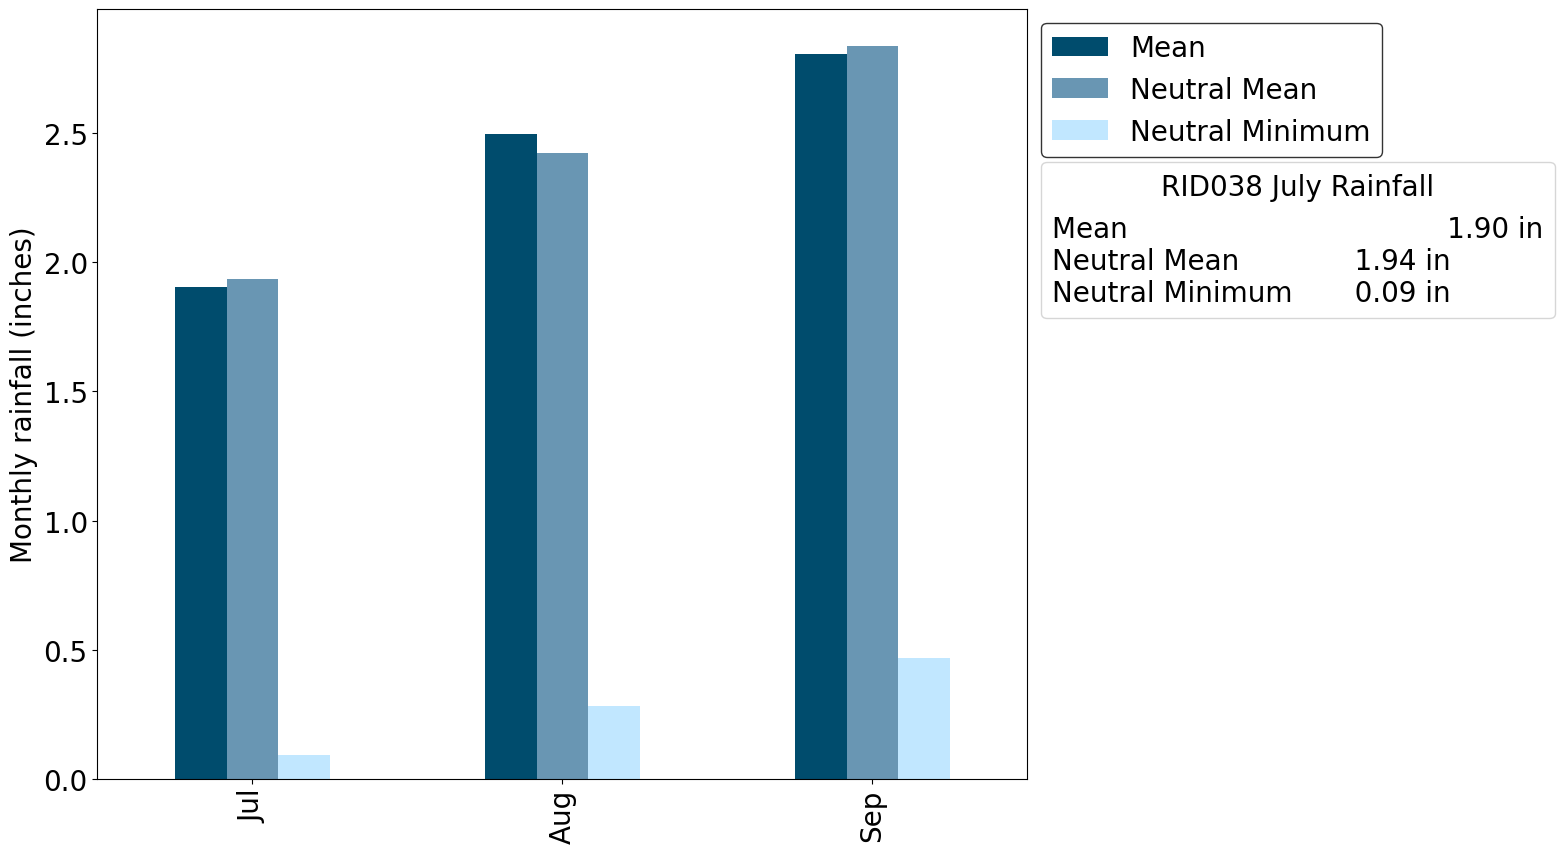 Monthly rainfall (inches)
2.5
2.0
1.5
1.0
0.5
0.0
Jul
Aug
Sep
Mean
Neutral Mean
Neutral Minimum
RID038 July Rainfall
Mean 1.90 in
Neutral Mean 1.94 in
Neutral Minimum 0.09 in